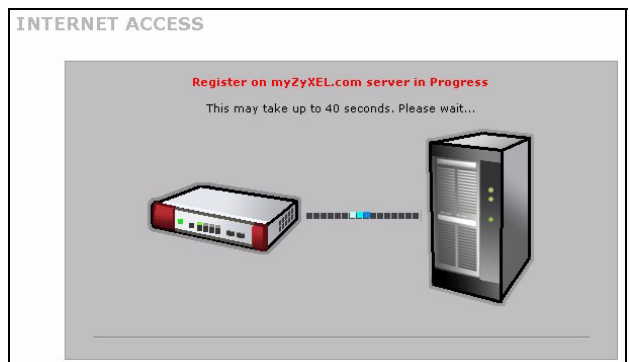 INTERNET ACCESS
Register on myZyXEL.com server in Progress
This may take up to 40 seconds. Please wait...